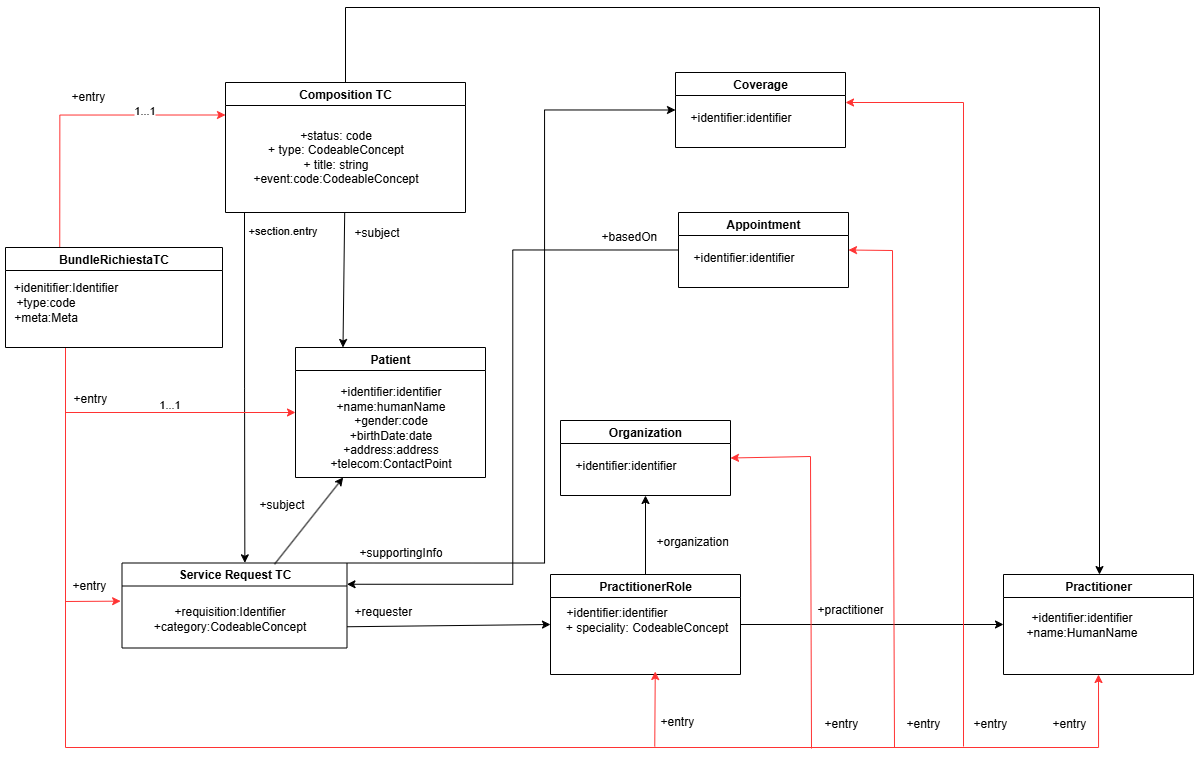 Composition TC
+status: code
+ type: CodeableConcept
+ title: string
+event:code:CodeableConcept
Coverage
+identifier:identifier
+entry
1...1
+section.entry
+subject
+basedOn
Appointment
+identifier:identifier
BundleRichiestaTC
+idenitifier:Identifier
+type:code
+meta:Meta
Patient
+identifier:identifier
+name:humanName
+gender:code
+birthDate:date
+address:address
+telecom:ContactPoint
+entry
1...1
Organization
+identifier:identifier
+subject
+organization
+supportingInfo
Service Request TC
+requisition:Identifier
+category:CodeableConcept
+entry
+requester
PractitionerRole
+identifier:identifier
+ speciality: CodeableConcept
+practitioner
Practitioner
+identifier:identifier
+name:HumanName
+entry
+entry
+entry
+entry
+entry